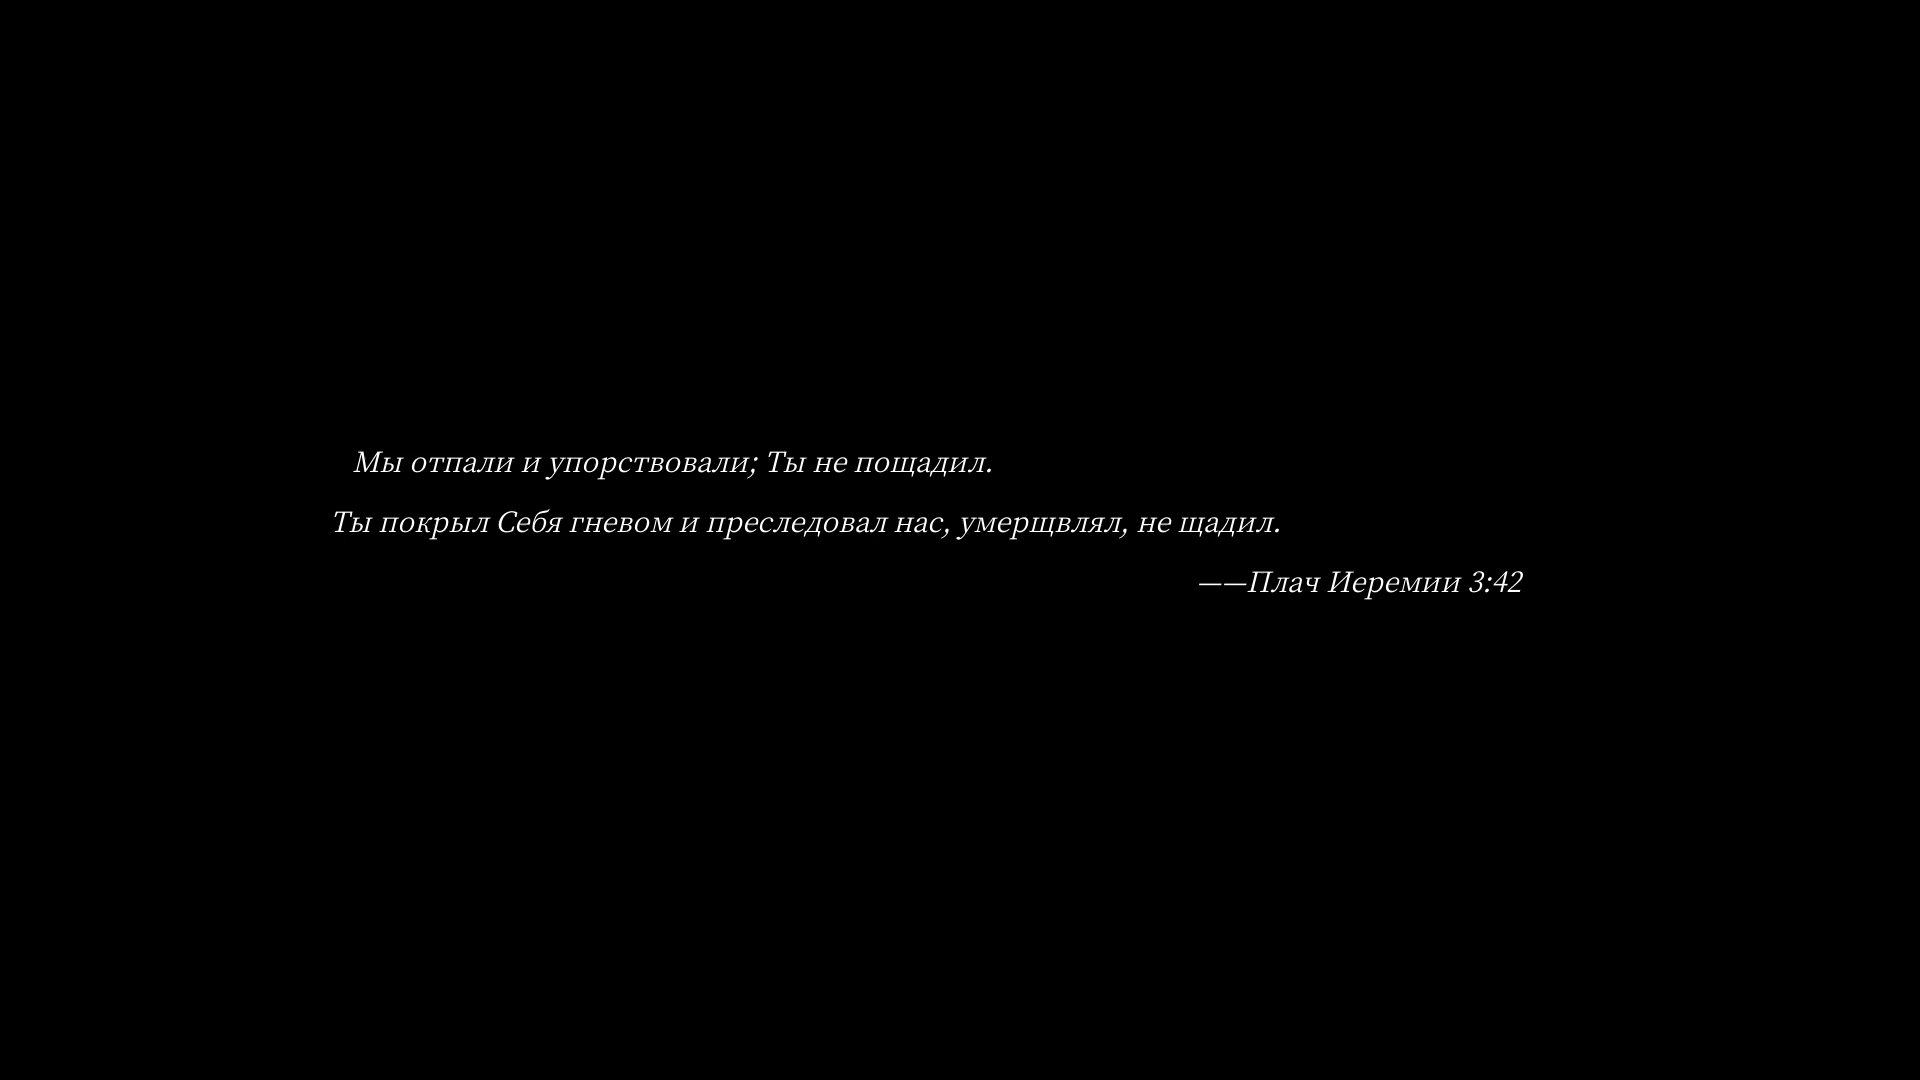 Мы отпали и упорствовали; Ты не пощадил.
Ты покрыл Себя гневом и преследовал нас, умерщвлял, не щадил.
——Плач Иеремии 3:42